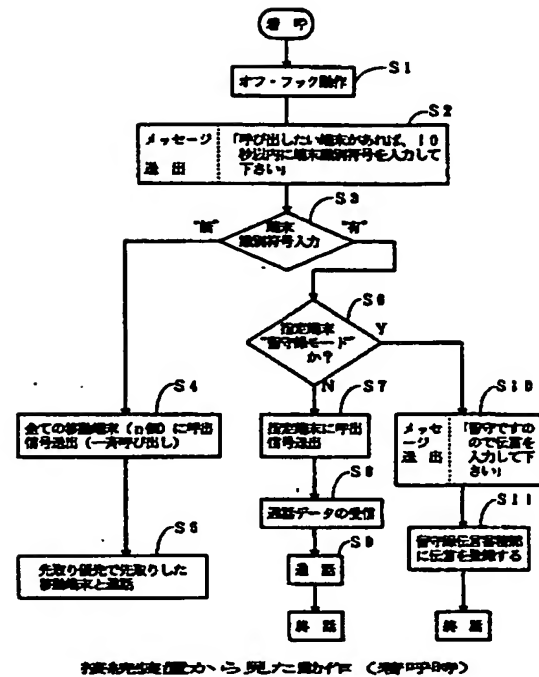 着 呼
オフ・フック動作
S1
S2
メッセージ
送 出
「呼び出したい端末があれば、10
秒以内に端末識別符号を入力して
下さい」
S3
"無"
"有"
端末
識別符号入力
S6
指定端末
"留守録モード"
か?
Y
N
S4
全ての移動端末(n個)に呼出
信号送出(一斉呼び出し)
S7
指定端末に呼出
信号送出
S10
メッセ
ージ
送 出
「留守ですの
ので伝言を
入力して下
さい」
S8
通話データの受信
S11
留守録伝言蓄積部
に伝言を登録する
S5
先取り優先で先取りした
移動端末と通話
S9
通 話
終 話
終 話
接続装置から見た動作(着呼時)